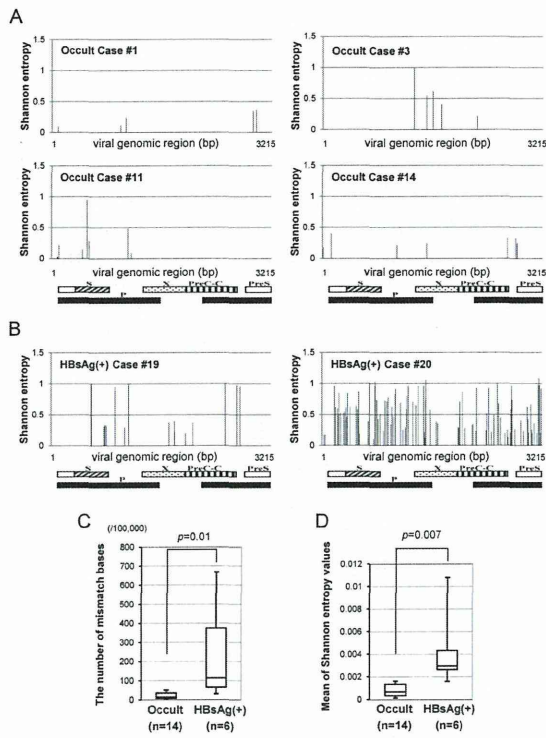 A
Occult Case #1
Shannon entropy
1.5
1
0.5
0
1
viral genomic region (bp)
3215
Occult Case #3
Shannon entropy
1.5
1
0.5
0
1
viral genomic region (bp)
3215
Occult Case #11
Shannon entropy
1.5
1
0.5
0
1
viral genomic region (bp)
3215
S
X
PreC-C
PreS
P
Occult Case #14
Shannon entropy
1.5
1
0.5
0
1
viral genomic region (bp)
3215
S
X
PreC-C
PreS
P
B
HBsAg(+) Case #19
Shannon entropy
1.5
1
0.5
0
1
viral genomic region (bp)
3215
S
X
PreC-C
PreS
P
HBsAg(+) Case #20
Shannon entropy
1.5
1
0.5
0
1
viral genomic region (bp)
3215
S
X
PreC-C
PreS
P
C
(/100,000)
p=0.01
The number of mismatch bases
800
700
600
500
400
300
200
100
0
Occult
(n=14)
HBsAg(+)
(n=6)
D
p=0.007
Mean of Shannon entropy values
0.012
0.01
0.008
0.006
0.004
0.002
0.000
Occult
(n=14)
HBsAg(+)
(n=6)